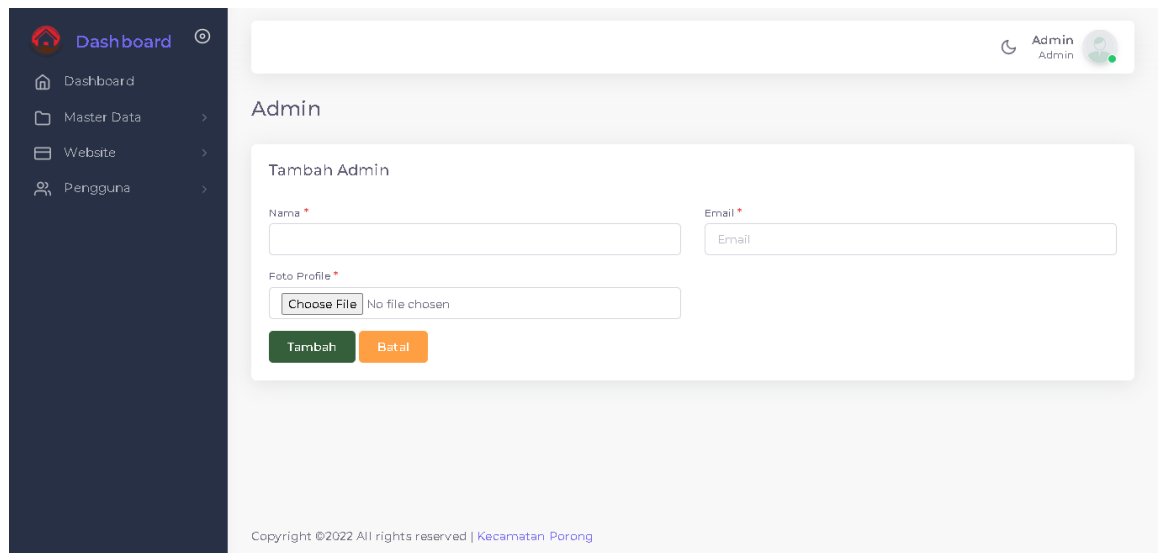 Dashboard
Dashboard
Master Data
Website
Pengguna
Admin
Admin
Admin
Tambah Admin
Nama *
Email *
Email
Foto Profile *
Choose File No file chosen
Tambah Batal
Copyright ©2022 All rights reserved | Kecamatan Porong